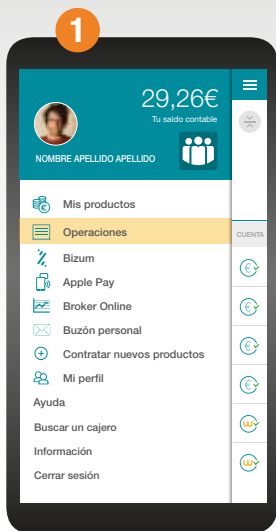 1
29,26€
Tu saldo contable
NOMBRE APELLIDO APELLIDO
Mis productos
Operaciones
CUENTA
Bizum
Apple Pay
Broker Online
Buzón personal
Contratar nuevos productos
Mi perfil
Ayuda
Buscar un cajero
Información
Cerrar sesión